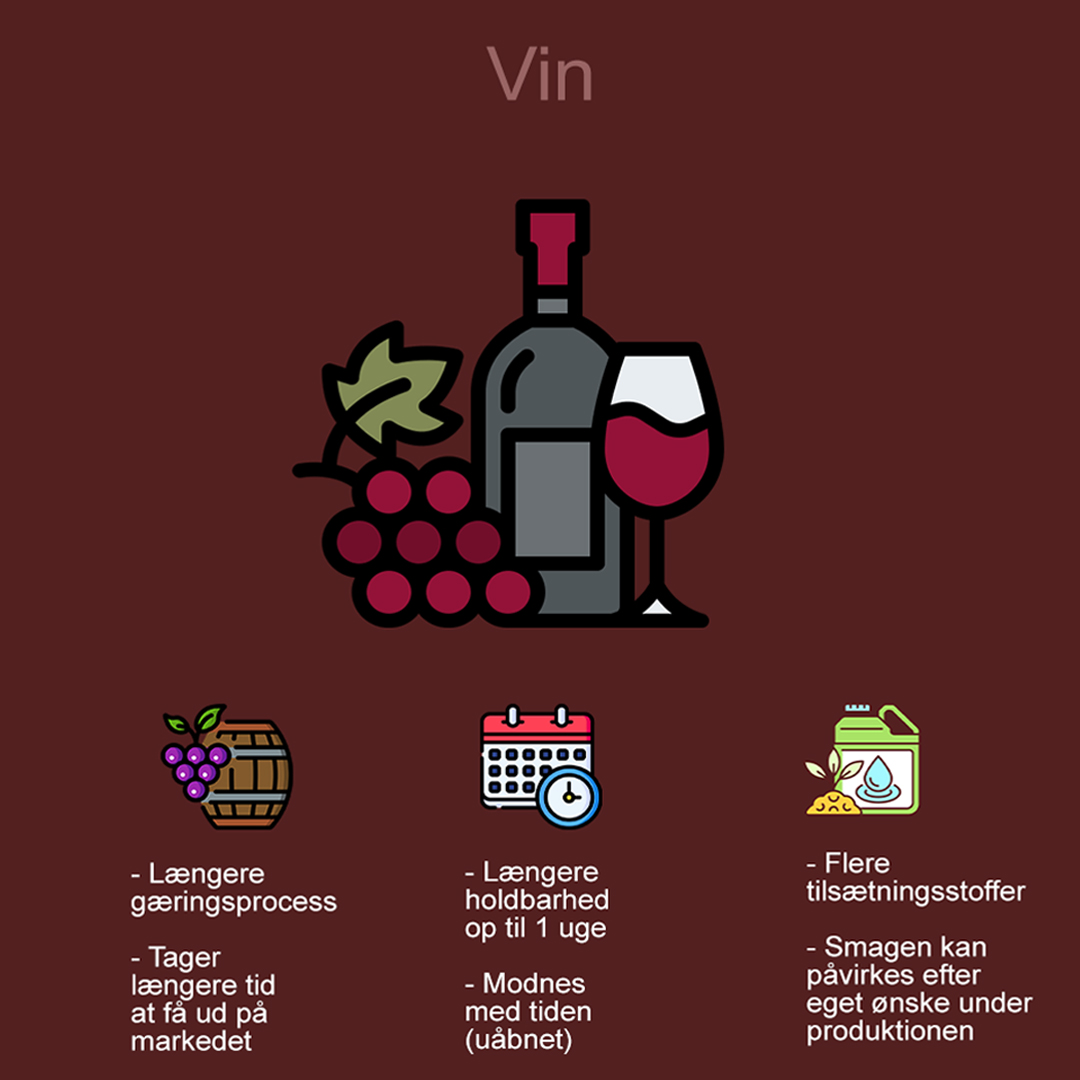 Vin
- Længere
gæringsprocess
- Tager
længere tid
at få ud på
markedet
- Længere
holdbarhed
op til 1 uge
- Modnes
med tiden
(uåbnet)
- Flere
tilsætningsstoffer
- Smagen kan
påvirkes efter
eget ønske under
produktionen